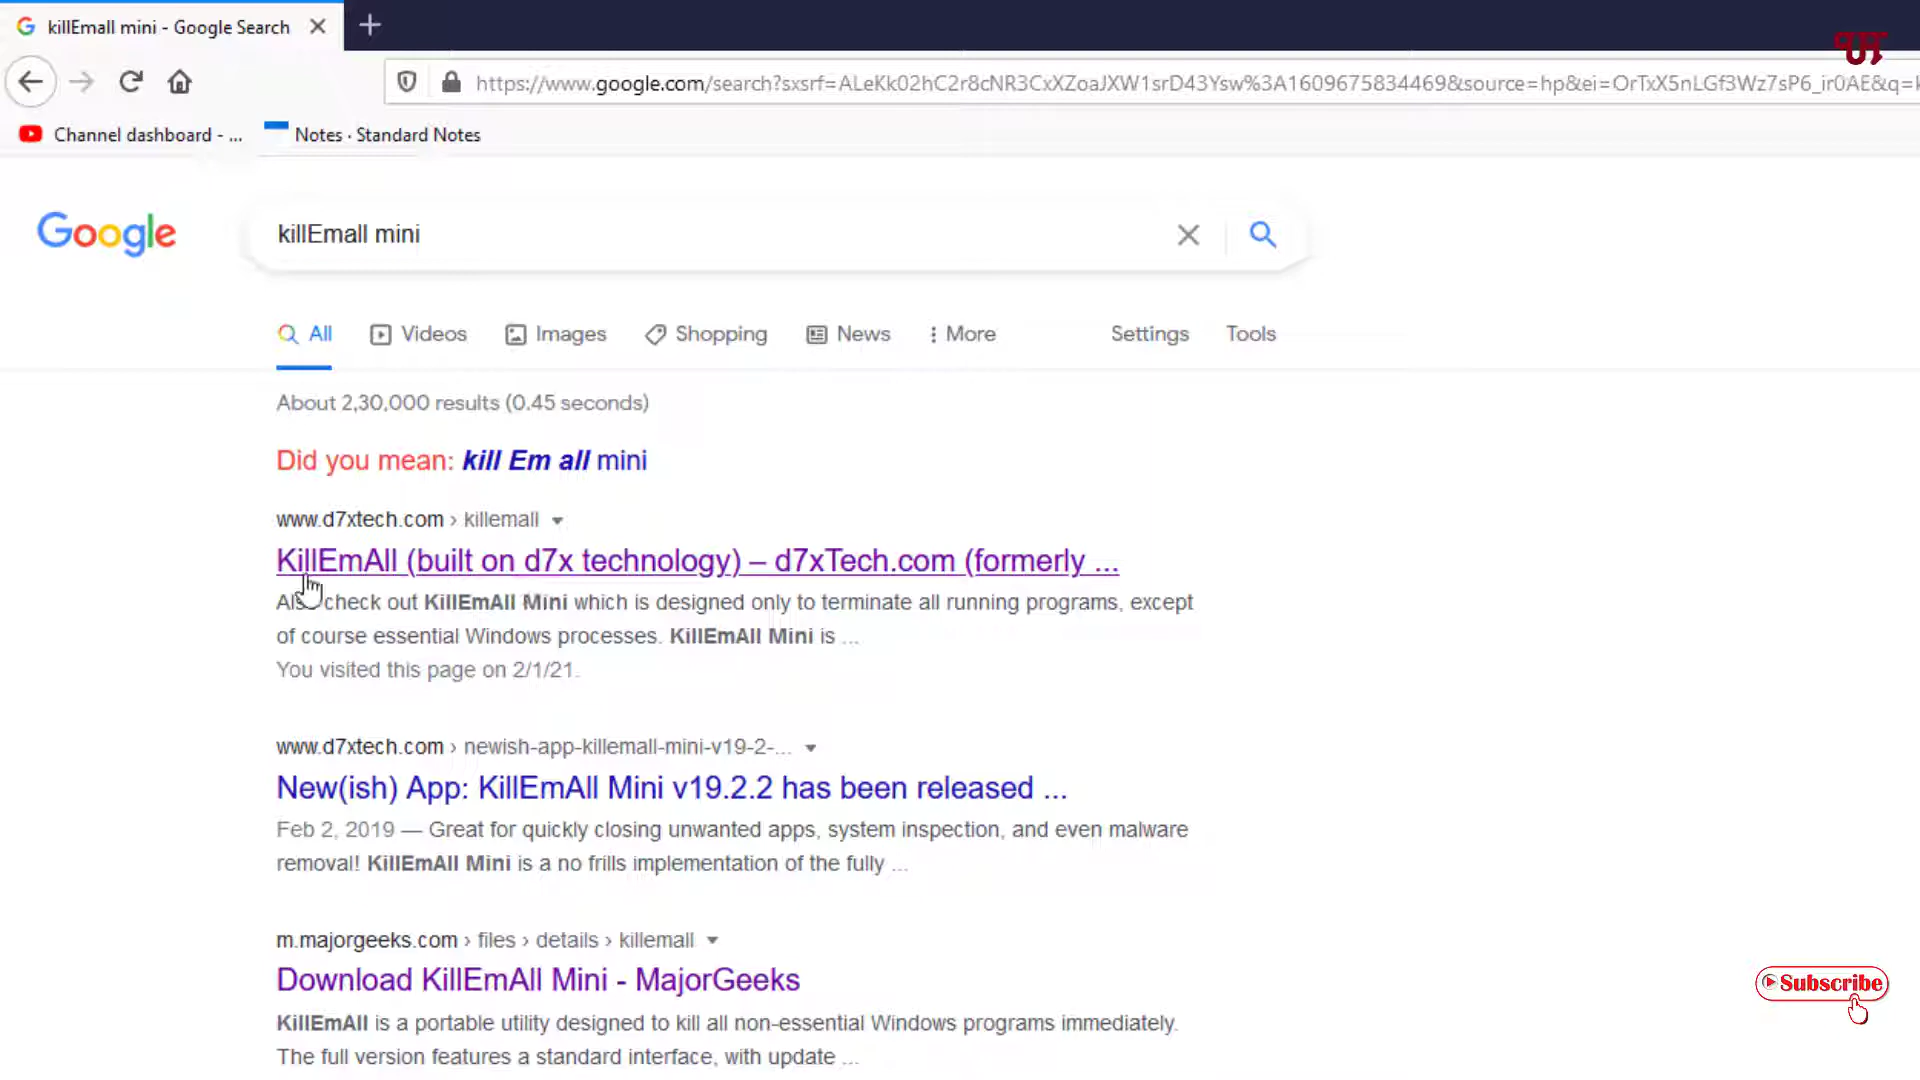 killEmall mini - Google Search
https://www.google.com/search?sxsrf=ALeKk02hC2r8cNR3CxXZoaJXW1srD43Ysw%3A1609675834469&source=hp&ei=OrTxX5nLGf3Wz7sP6_ir0AE&q=k
Channel dashboard - ...
Notes · Standard Notes
Google
killEmall mini
All Videos Images Shopping News More Settings Tools
About 2,30,000 results (0.45 seconds)
Did you mean: kill Em all mini
www.d7xtech.com › killemall
KillEmAll (built on d7x technology) – d7xTech.com (formerly ...
Also check out KillEmAll Mini which is designed only to terminate all running programs, except
of course essential Windows processes. KillEmAll Mini is ...
You visited this page on 2/1/21.
www.d7xtech.com › newish-app-killemall-mini-v19-2-...
New(ish) App: KillEmAll Mini v19.2.2 has been released ...
Feb 2, 2019 — Great for quickly closing unwanted apps, system inspection, and even malware
removal! KillEmAll Mini is a no frills implementation of the fully ...
m.majorgeeks.com › files › details › killemall
Download KillEmAll Mini - MajorGeeks
KillEmAll is a portable utility designed to kill all non-essential Windows programs immediately.
The full version features a standard interface, with update ...
Subscribe